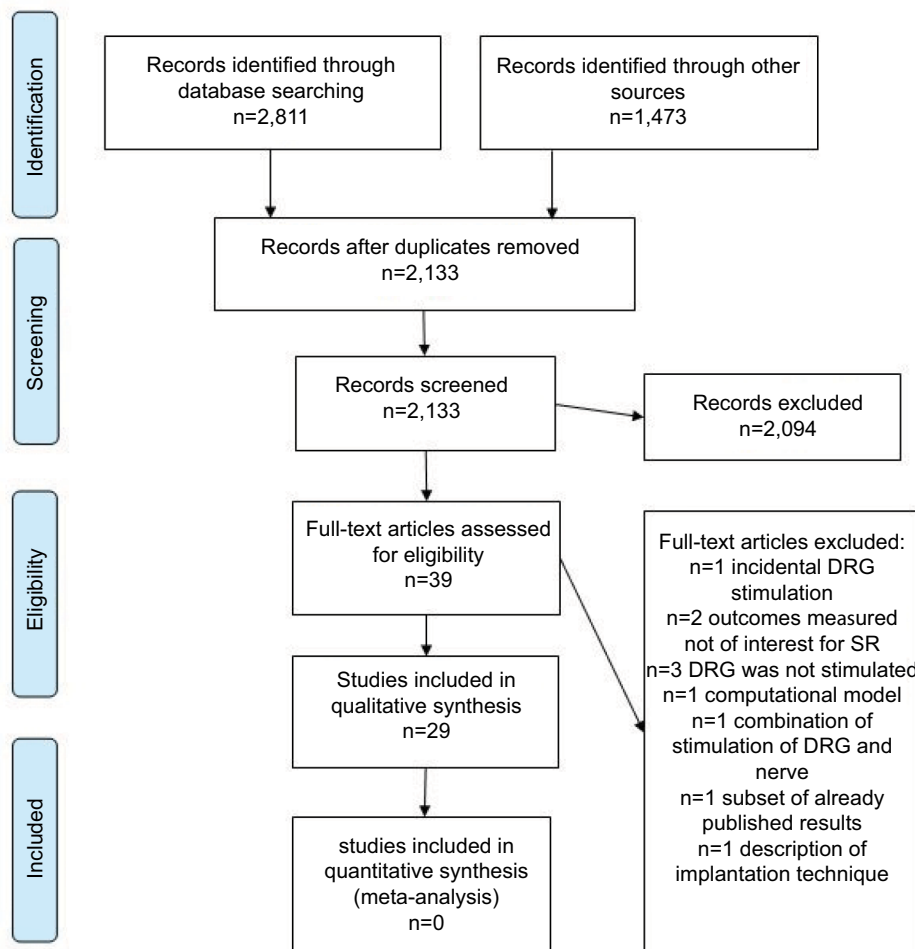 Identification
Records identified through
database searching
n=2,811
Records identified through other
sources
n=1,473
Records after duplicates removed
n=2,133
Screening
Records screened
n=2,133
Records excluded
n=2,094
Eligibility
Full-text articles assessed
for eligibility
n=39
Full-text articles excluded:
n=1 incidental DRG
stimulation
n=2 outcomes measured
not of interest for SR
n=3 DRG was not stimulated
n=1 computational model
n=1 combination of
stimulation of DRG and
nerve
n=1 subset of already
published results
n=1 description of
implantation technique
Studies included in
qualitative synthesis
n=29
Included
studies included in
quantitative synthesis
(meta-analysis)
n=0